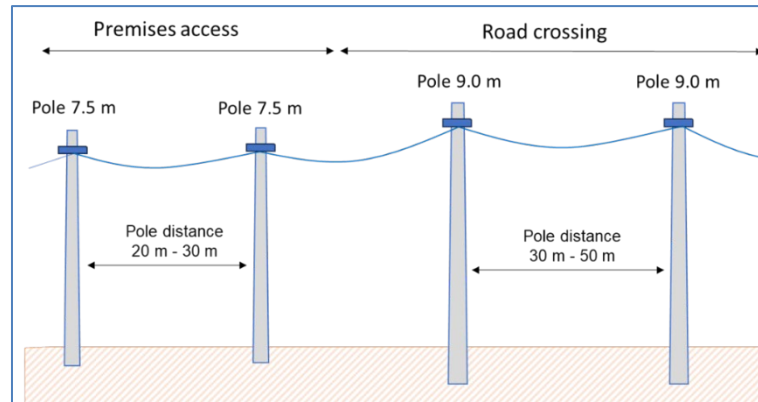 Premises access
Road crossing
Pole 7.5 m
Pole 7.5 m
Pole 9.0 m
Pole 9.0 m
Pole distance
20 m - 30 m
Pole distance
30 m - 50 m